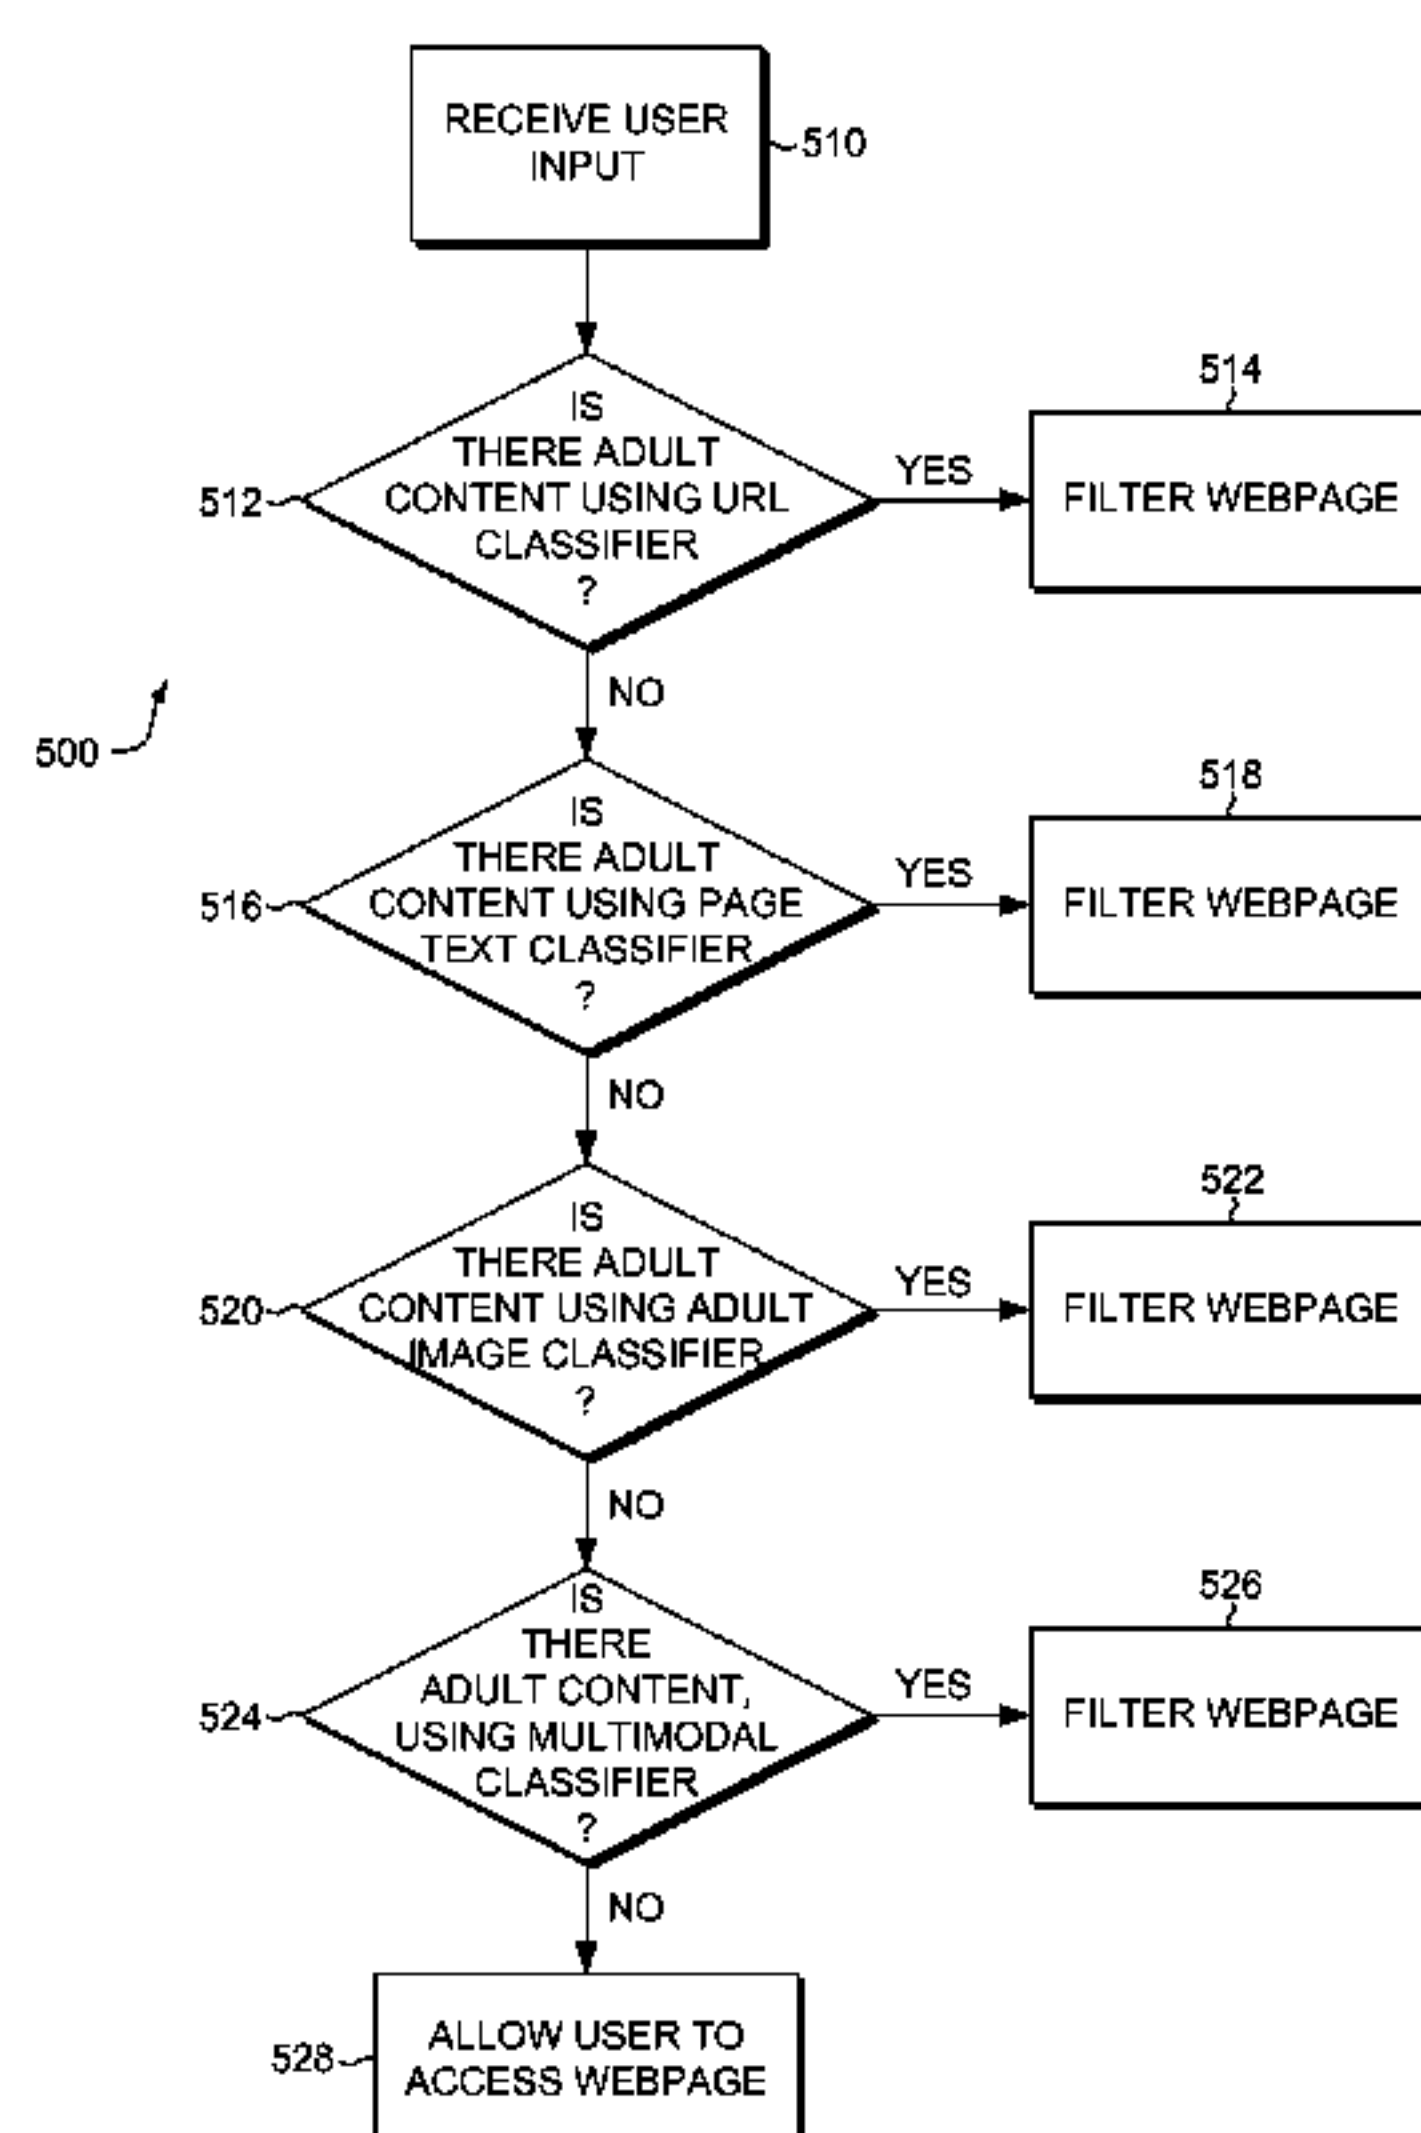 RECEIVE USER
INPUT
510
IS
THERE ADULT
CONTENT USING URL
CLASSIFIER
?
512
YES
514
FILTER WEBPAGE
NO
500
IS
THERE ADULT
CONTENT USING PAGE
TEXT CLASSIFIER
?
516
YES
518
FILTER WEBPAGE
NO
IS
THERE ADULT
CONTENT USING ADULT
IMAGE CLASSIFIER
?
520
YES
522
FILTER WEBPAGE
NO
IS
THERE
ADULT CONTENT,
USING MULTIMODAL
CLASSIFIER
?
524
YES
526
FILTER WEBPAGE
NO
ALLOW USER TO
ACCESS WEBPAGE
528